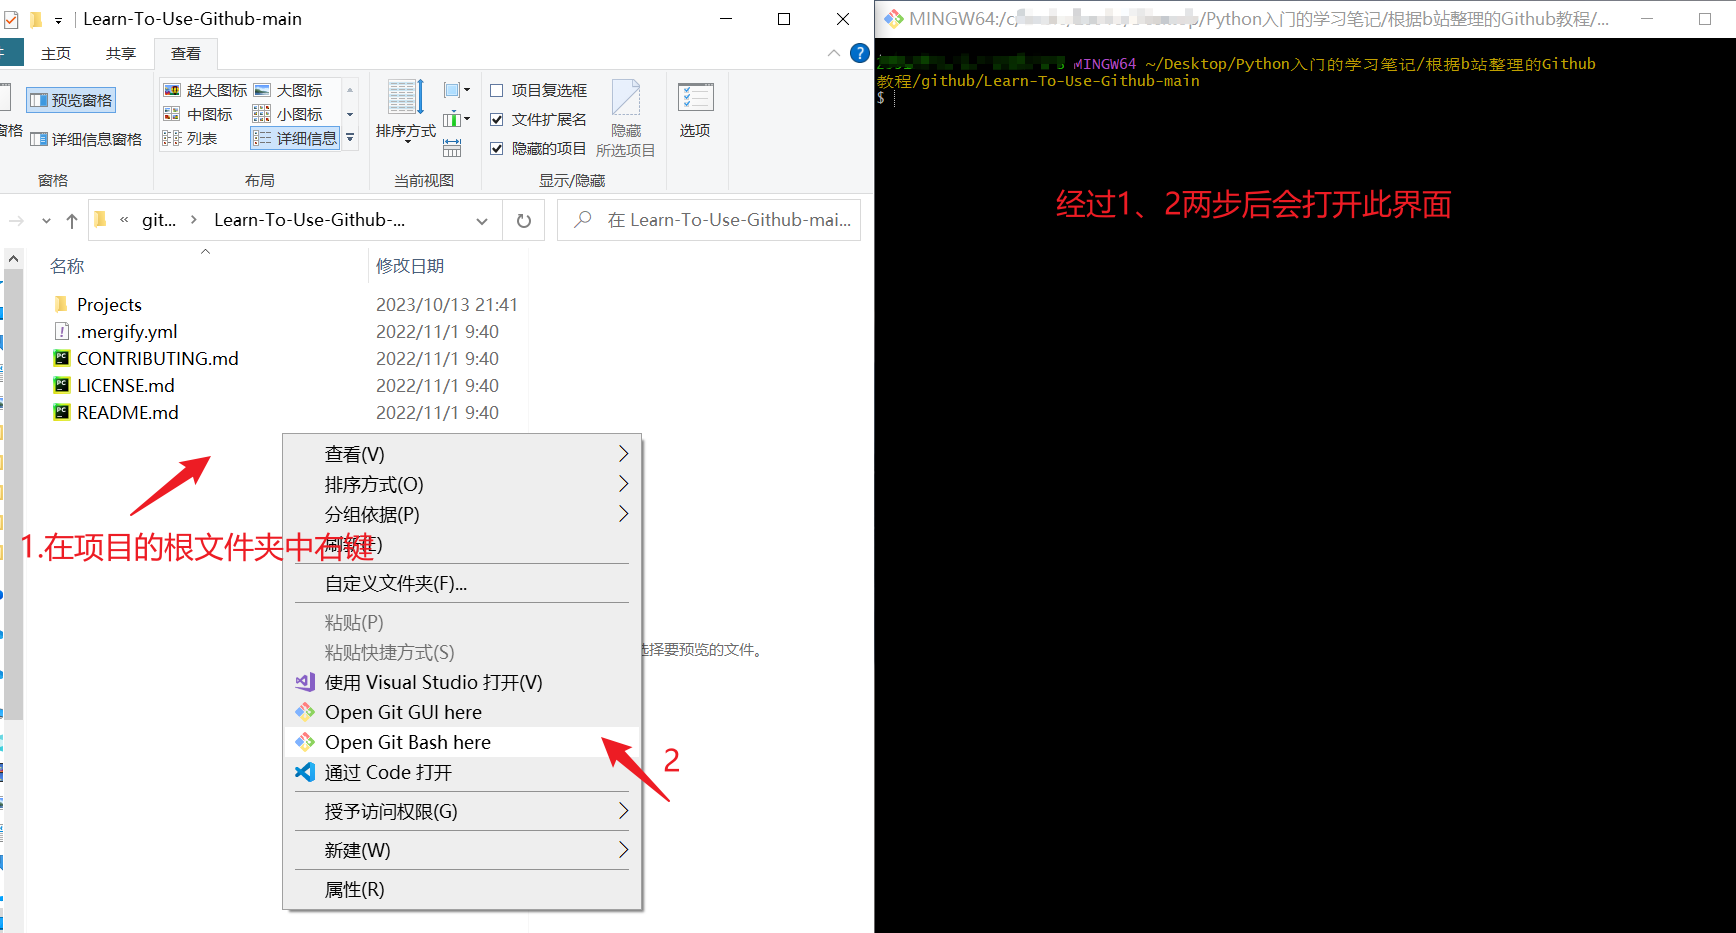 Learn-To-Use-Github-main
主页 共享 查看
预览窗格
详细信息窗格
窗格
超大图标 大图标
中图标 小图标
列表 详细信息
布局
排序方式
当前视图
项目复选框
文件扩展名
隐藏的项目
隐藏
所选项目
显示/隐藏
选项
« git... › Learn-To-Use-Github-...
在 Learn-To-Use-Github-mai...
名称 修改日期
Projects 2023/10/13 21:41
.mergify.yml 2022/11/1 9:40
CONTRIBUTING.md 2022/11/1 9:40
LICENSE.md 2022/11/1 9:40
README.md 2022/11/1 9:40
1.在项目的根文件夹中右键
查看(V)
排序方式(O)
分组依据(P)
刷新(E)
自定义文件夹(F)...
粘贴(P)
粘贴快捷方式(S)
使用 Visual Studio 打开(V)
Open Git GUI here
Open Git Bash here
通过 Code 打开
授予访问权限(G)
新建(W)
属性(R)
2
选择要预览的文件。
MINGW64:/c/ /Python入门的学习笔记/根据b站整理的Github教程/...
MINGW64 ~/Desktop/Python入门的学习笔记/根据b站整理的Github
教程/github/Learn-To-Use-Github-main
$
经过1、2两步后会打开此界面